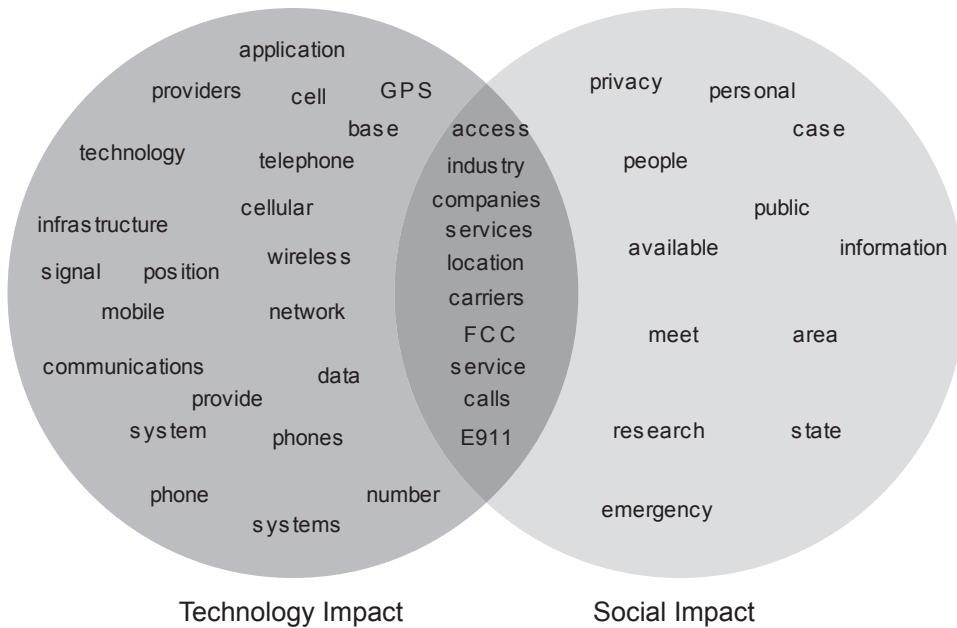 application
providers
cell
GPS
base
technology
telephone
cellular
infrastructure
wireless
signal
position
mobile
network
communications
data
provide
system
phones
phone
number
systems
access
industry
companies
services
location
carriers
FCC
service
calls
E911
privacy
personal
case
people
public
available
information
meet
area
research
state
emergency
Technology Impact
Social Impact